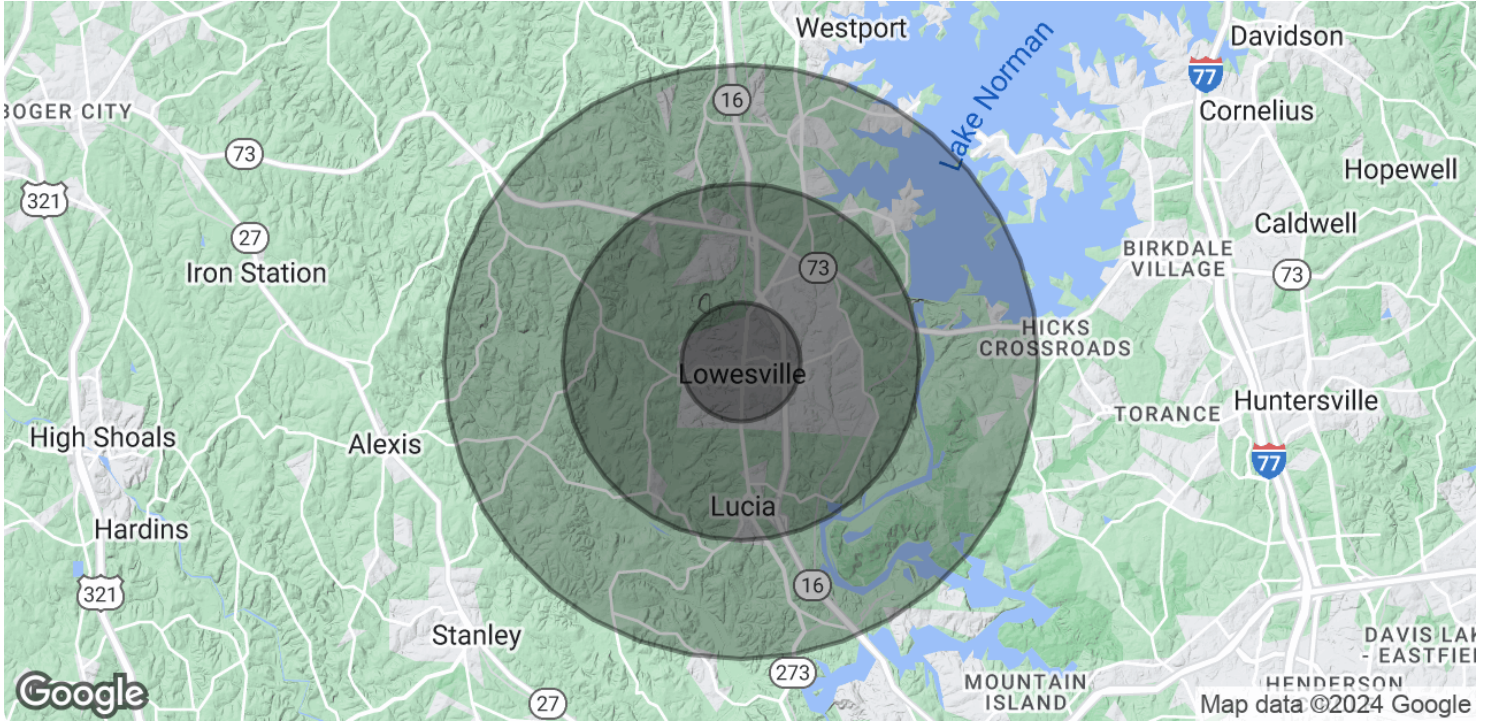 Westport
Davidson
77
16
Cornelius
BOGER CITY
Lake Norman
73
Hopewell
321
Caldwell
27
BIRKDALE
VILLAGE
Iron Station
73
73
HICKS
CROSSROADS
Lowesville
Huntersville
TORANCE
High Shoals
Alexis
77
Lucia
Hardins
16
321
Stanley
DAVIS LAK
- EASTFIEL
273
MOUNTAIN
ISLAND
HENDERSON
Google
27
Map data ©2024 Google